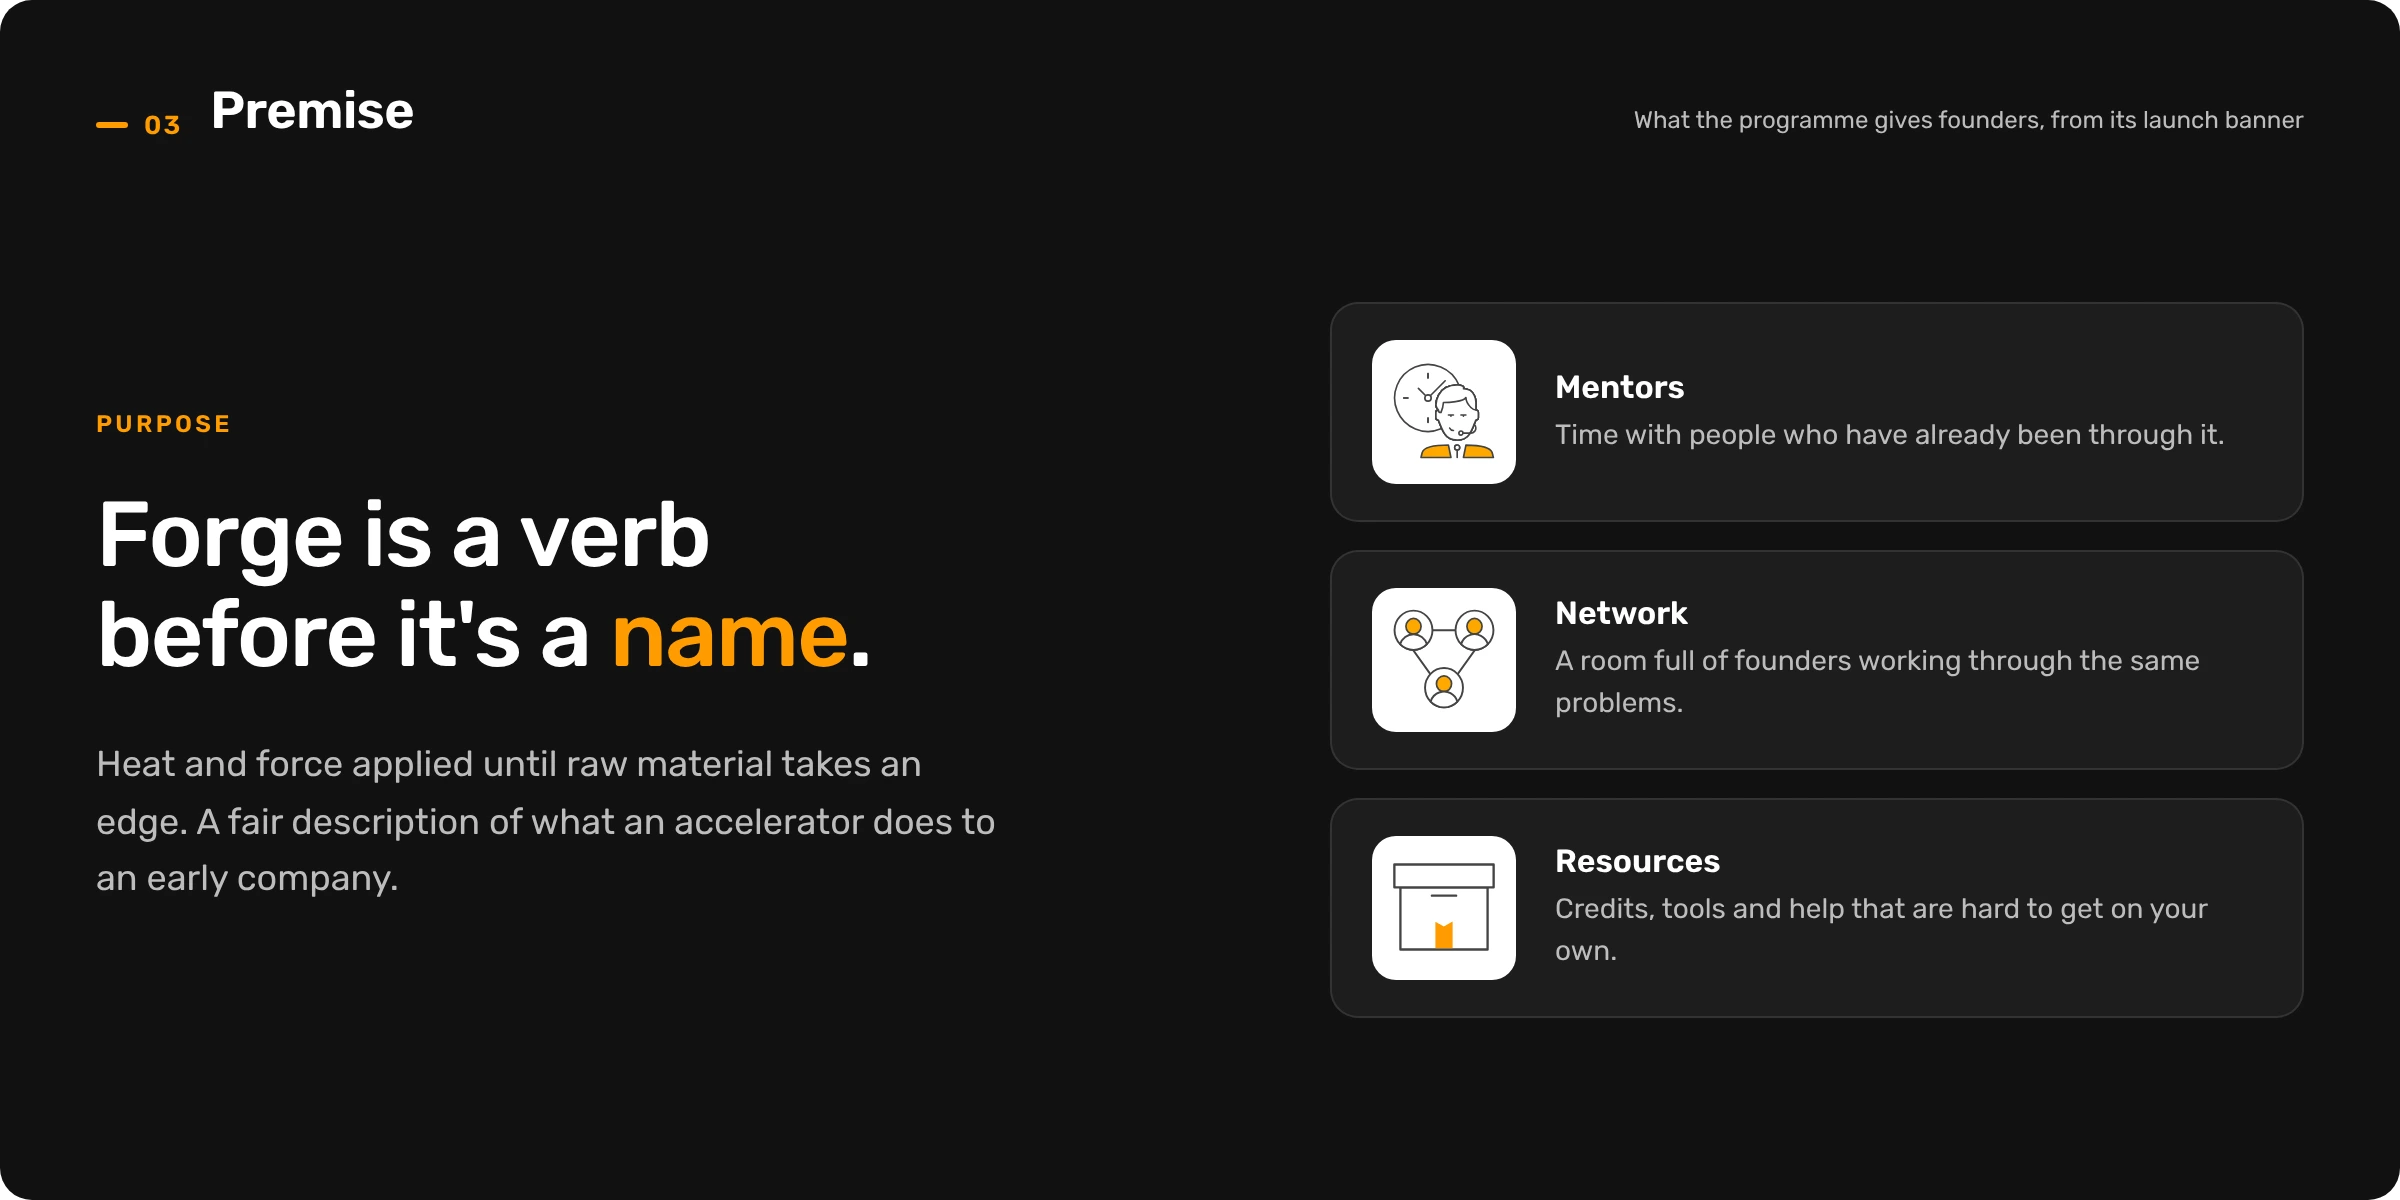 03 Premise
What the programme gives founders, from its launch banner
PURPOSE
Forge is a verb
before it's a name.
Heat and force applied until raw material takes an
edge. A fair description of what an accelerator does to
an early company.
Mentors
Time with people who have already been through it.
Network
A room full of founders working through the same
problems.
Resources
Credits, tools and help that are hard to get on your
own.